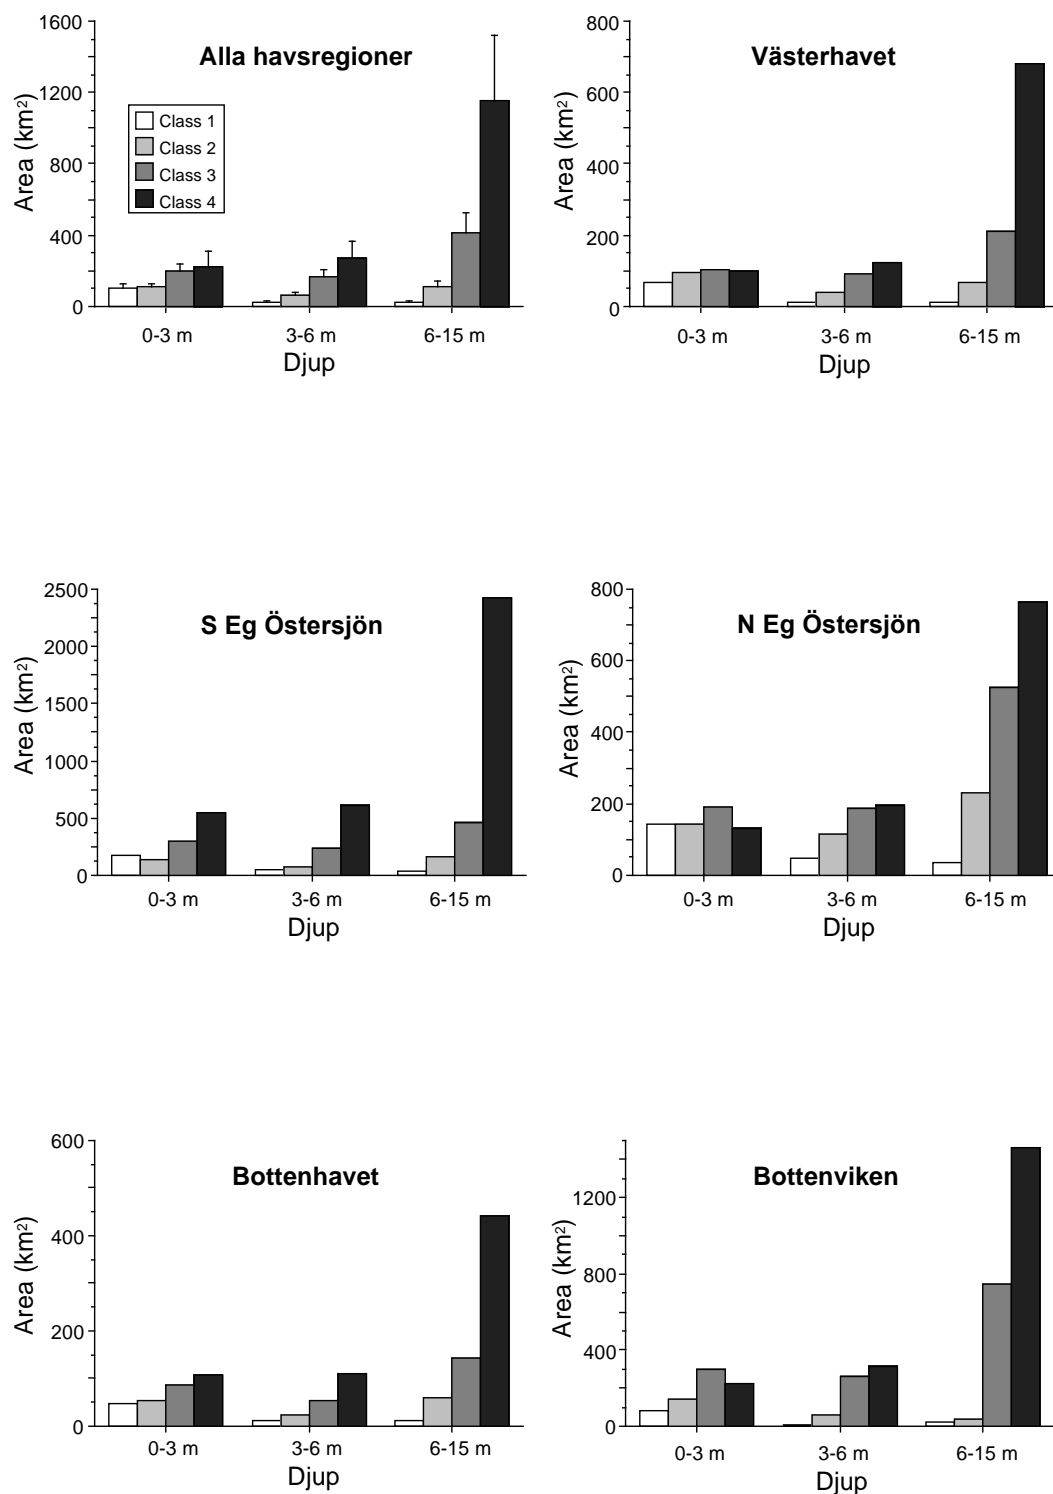 Alla havsregioner
Area (km²)
1600
1200
800
400
0
Class 1
Class 2
Class 3
Class 4
0-3 m
3-6 m
6-15 m
Djup
Västerhavet
Area (km²)
800
600
400
200
0
0-3 m
3-6 m
6-15 m
Djup
S Eg Östersjön
Area (km²)
2500
2000
1500
1000
500
0
0-3 m
3-6 m
6-15 m
Djup
N Eg Östersjön
Area (km²)
800
600
400
200
0
0-3 m
3-6 m
6-15 m
Djup
Bottenhavet
Area (km²)
600
400
200
0
0-3 m
3-6 m
6-15 m
Djup
Bottenviken
Area (km²)
1200
800
400
0
0-3 m
3-6 m
6-15 m
Djup